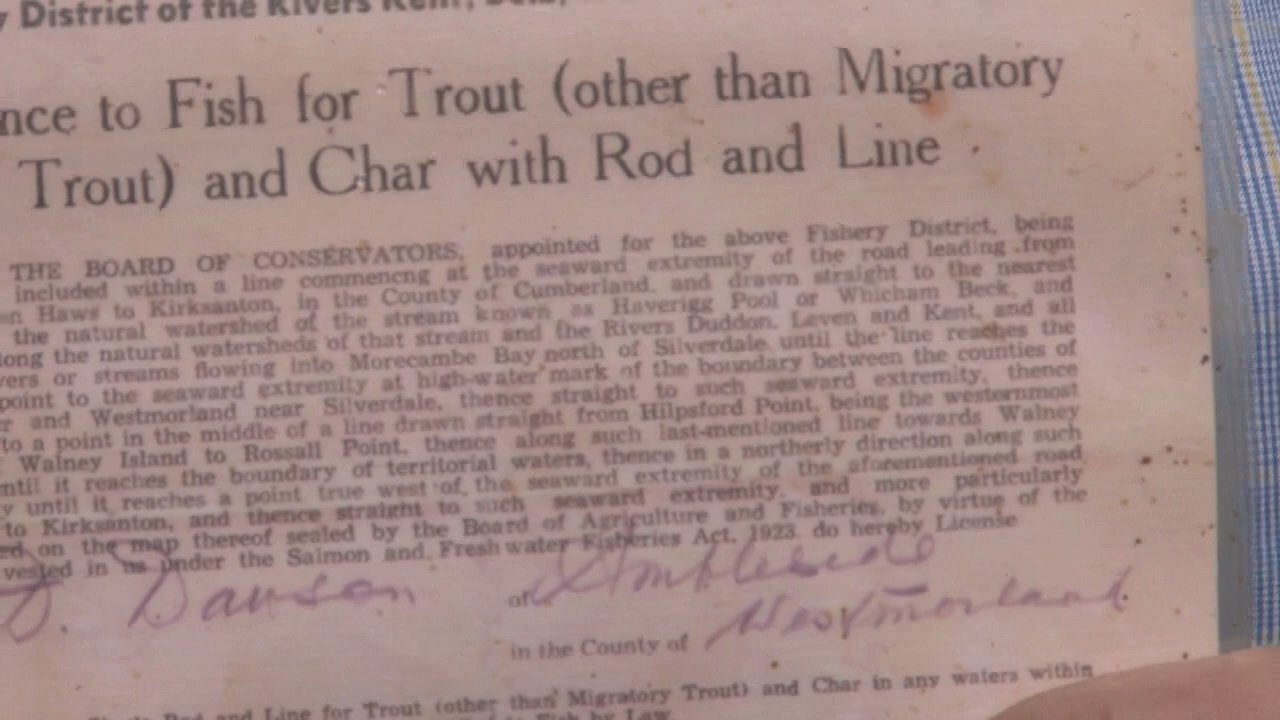 District of the Rivers Kent,
nce to Fish for Trout (other than Migratory
Trout) and Char with Rod and Line
THE BOARD OF CONSERVATORS, appointed for the above Fishery District, being
included within a line commencng at the seaward extremity of the road leading from
n Haws to Kirksanton, in the County of Cumberland, and drawn straight to the nearest
the natural watershed of the stream known as Haverigg Pool or Whicham Beck, and
long the natural watersheds of that stream and the Rivers Duddon, Leven and Kent, and all
vers or streams flowing into Morecambe Bay north of Silverdale until the line reaches the
point to the seaward extremity at high-water mark of the boundary between the counties of
r and Westmorland near Silverdale, thence straight to such seaward extremity, thence
to a point in the middle of a line drawn straight from Hilpsford Point, being the westernmost
Walney Island to Rossall Point, thence along such last-mentioned line towards Walney
ntil it reaches the boundary of territorial waters, thence in a northerly direction along such
y until it reaches a point true west of the seaward extremity of the aforementioned road
to Kirksanton, and thence straight to such seaward extremity, and more particularly
ed on the map thereof sealed by the Board of Agriculture and Fisheries, by virtue of the
vested in us under the Salmon and Freshwater Fisheries Act, 1923, do hereby License
D. Dawson of Ambleside
in the County of Westmorland
Rod and Line for Trout (other than Migratory Trout) and Char in any waters within
Fish by Law